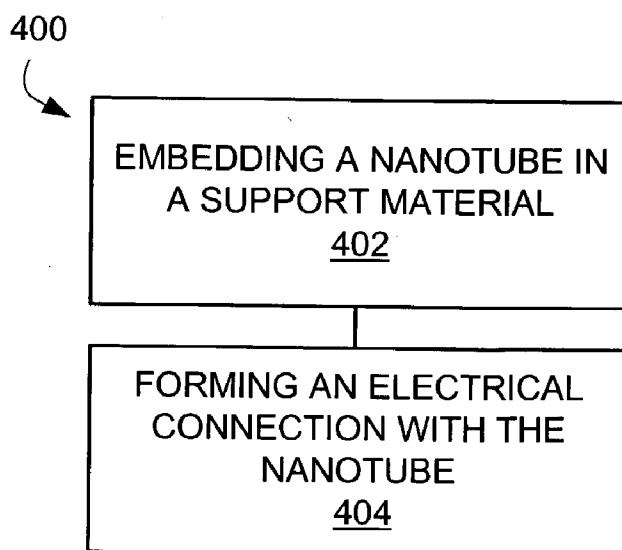 400
EMBEDDING A NANOTUBE IN
A SUPPORT MATERIAL
402
FORMING AN ELECTRICAL
CONNECTION WITH THE
NANOTUBE
404